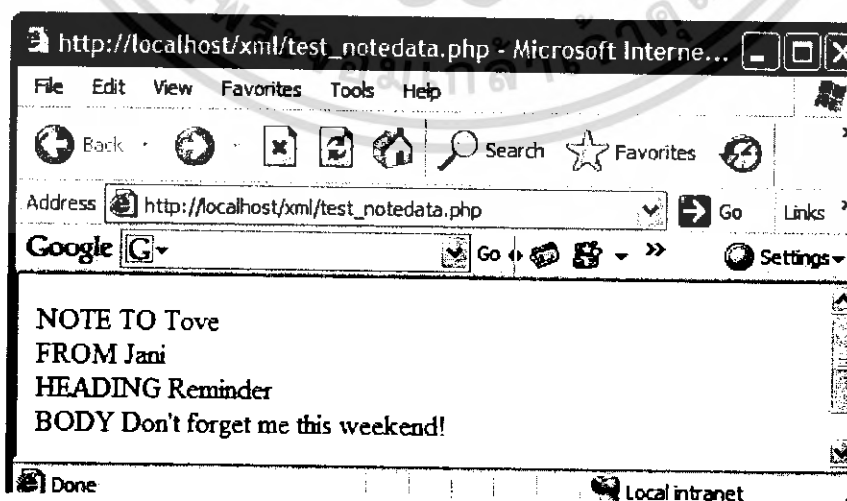 http://localhost/xml/test_notedata.php - Microsoft Interne...
File Edit View Favorites Tools Help
Back Search Favorites
Address http://localhost/xml/test_notedata.php Go Links
Google G Go Settings
NOTE TO Tove
FROM Jani
HEADING Reminder
BODY Don't forget me this weekend!
Done Local intranet